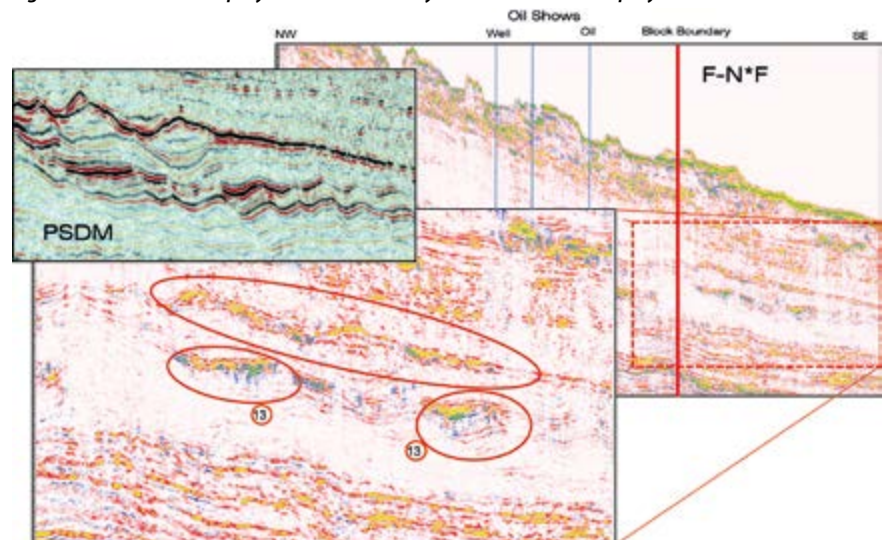 Oil Shows
NW Well Oil Block Boundary SE
F-N*F
PSDM
13
13